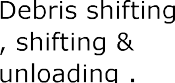 Debris shifting
, shifting &
unloading .